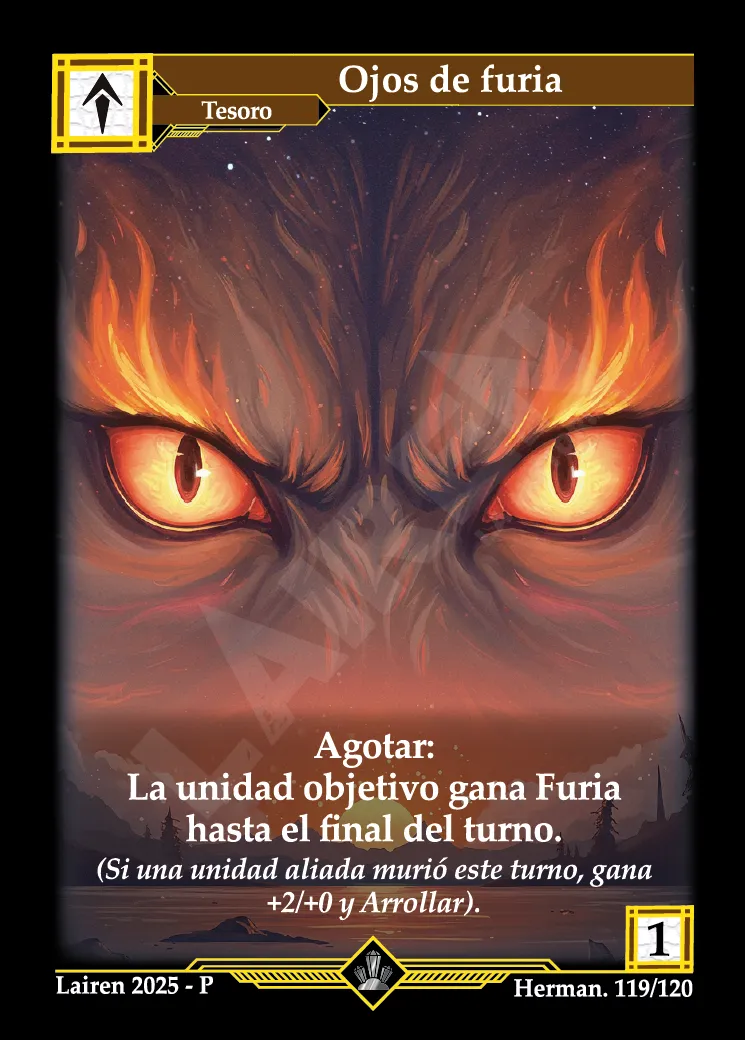 Ojos de furia
Tesoro
LAIREN
Agotar:
La unidad objetivo gana Furia
hasta el final del turno.
(Si una unidad aliada murió este turno, gana
+2/+0 y Arrollar).
1
Lairen 2025 - P
Herman. 119/120